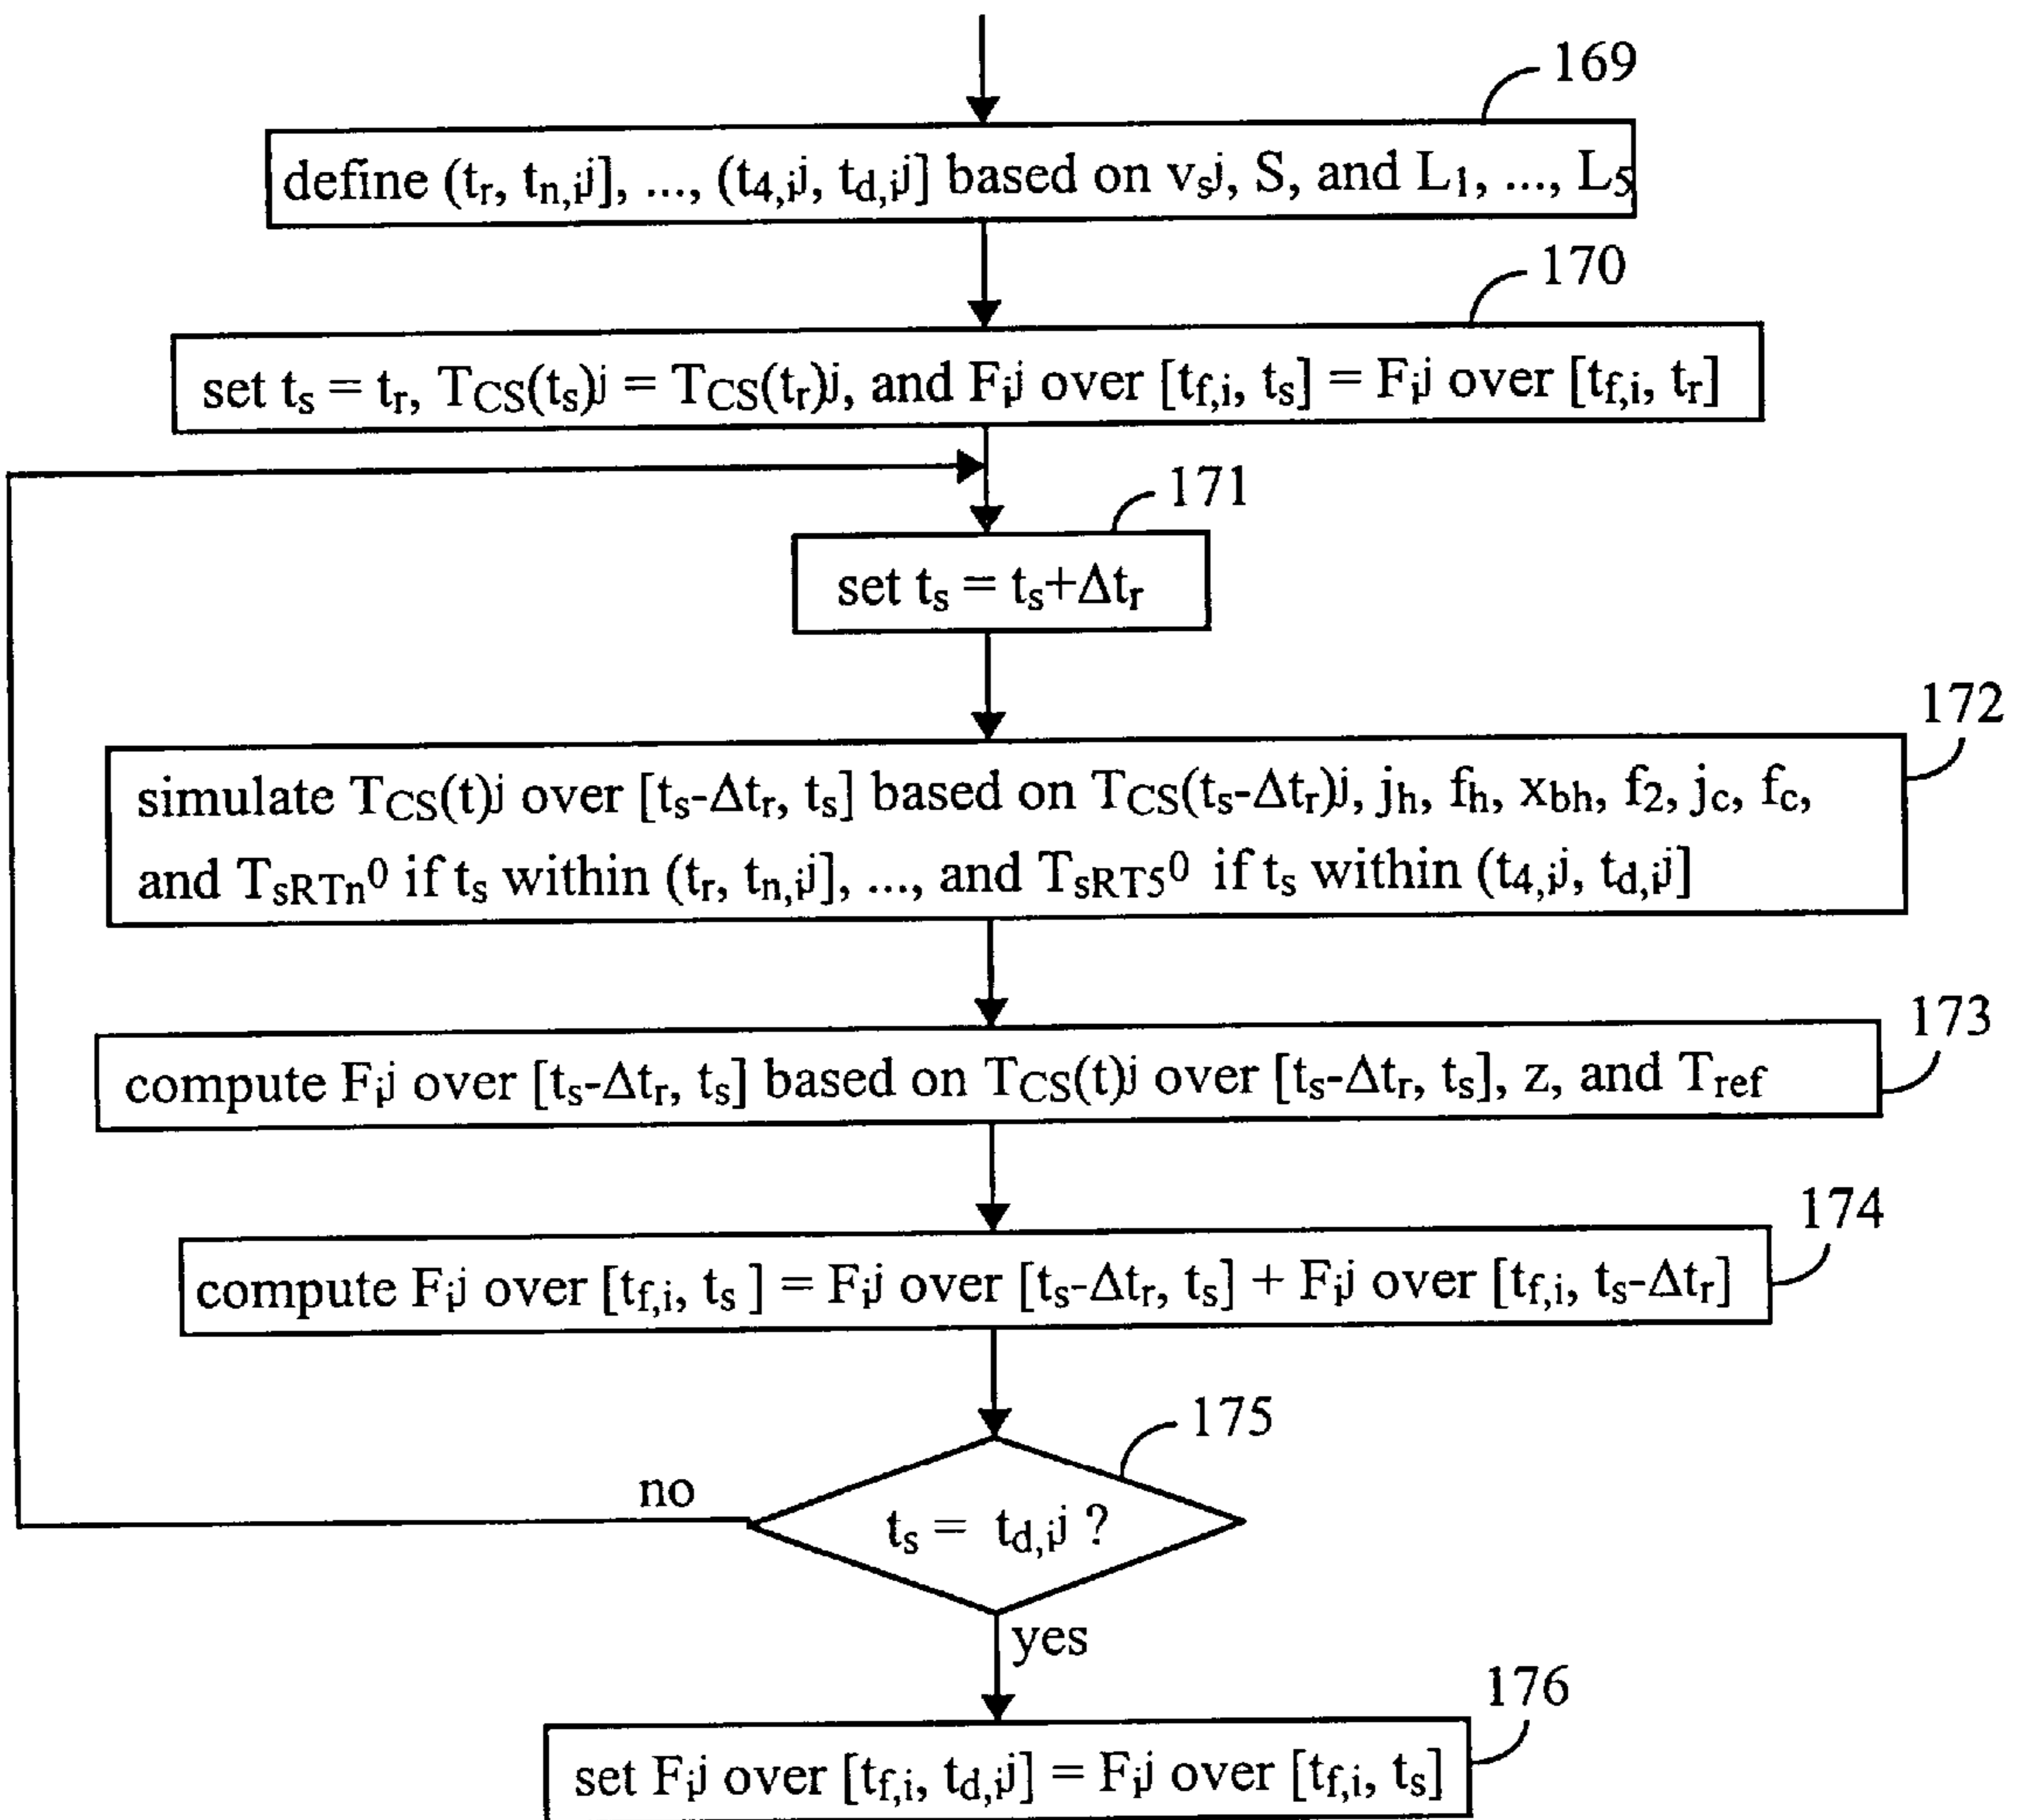 169
define (tr, tn,ij], ..., (t4,ij, td,ij] based on vsj, S, and L1, ..., L5
170
set ts = tr, TCS(ts)j = TCS(tr)j, and Fij over [tf,i, ts] = Fij over [tf,i, tr]
171
set ts = ts+Δtr
172
simulate TCS(t)j over [ts-Δtr, ts] based on TCS(ts-Δtr)j, jh, fh, xbh, f2, jc, fc,
and TsRTn0 if ts within (tr, tn,ij], ..., and TsRT50 if ts within (t4,ij, td,ij]
173
compute Fij over [ts-Δtr, ts] based on TCS(t)j over [ts-Δtr, ts], z, and Tref
174
compute Fij over [tf,i, ts ] = Fij over [ts-Δtr, ts] + Fij over [tf,i, ts-Δtr]
175
no
ts = td,ij ?
yes
176
set Fij over [tf,i, td,ij] = Fij over [tf,i, ts]